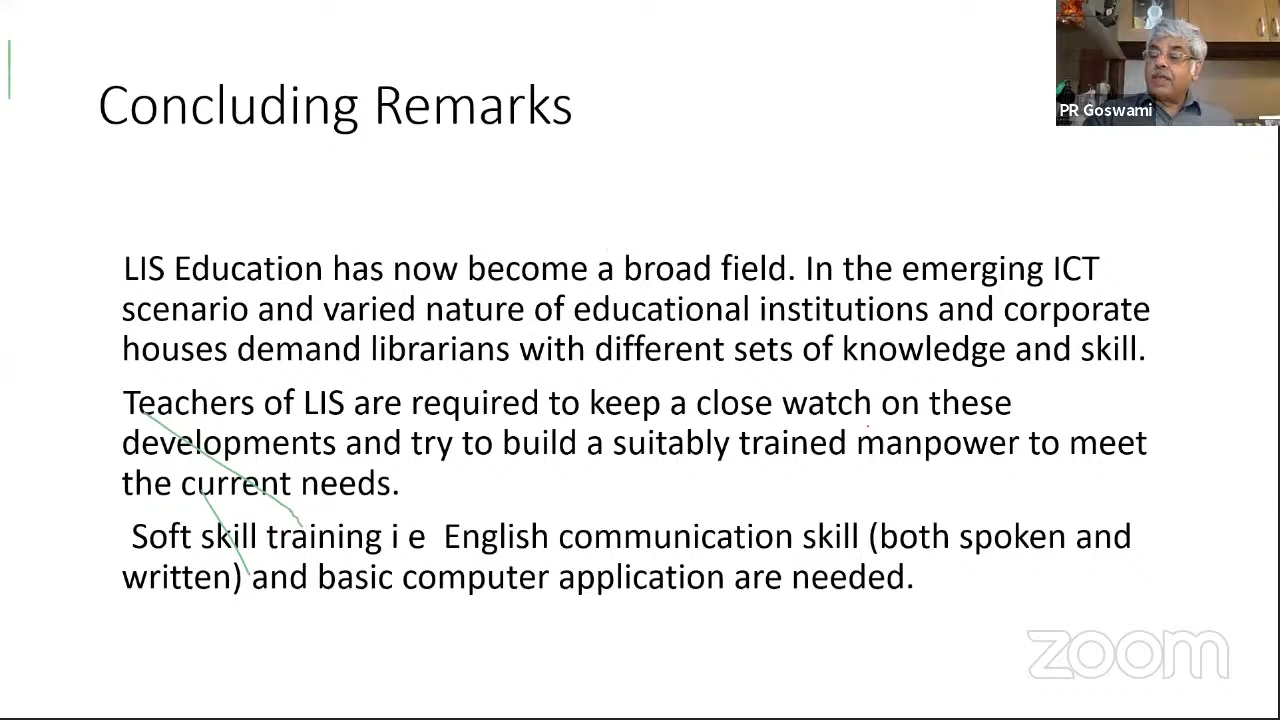 Concluding Remarks
PR Goswami
LIS Education has now become a broad field. In the emerging ICT
scenario and varied nature of educational institutions and corporate
houses demand librarians with different sets of knowledge and skill.
Teachers of LIS are required to keep a close watch on these
developments and try to build a suitably trained manpower to meet
the current needs.
Soft skill training i e  English communication skill (both spoken and
written) and basic computer application are needed.
zoom